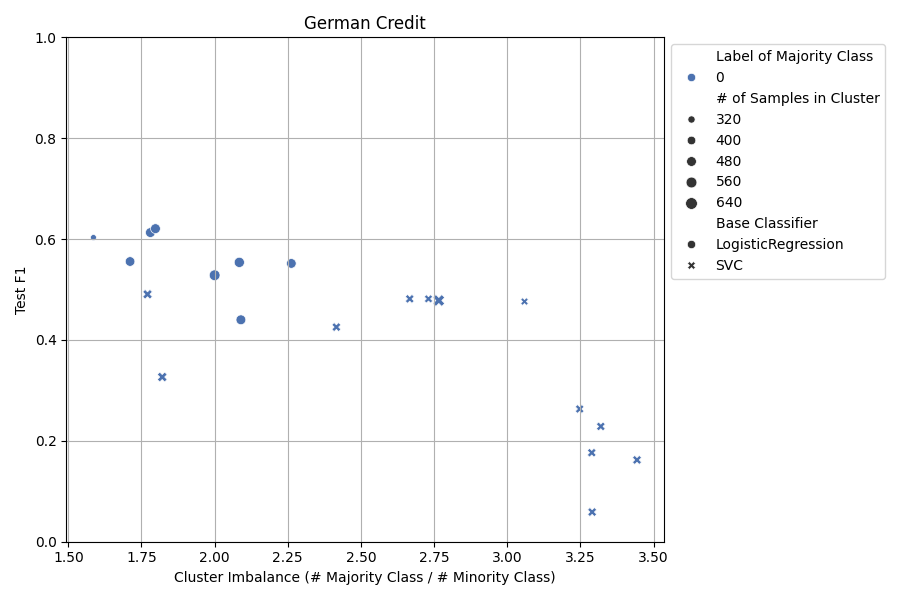 German Credit
Test F1
1.0
0.8
0.6
0.4
0.2
0.0
1.50 1.75 2.00 2.25 2.50 2.75 3.00 3.25 3.50
Cluster Imbalance (# Majority Class / # Minority Class)
Label of Majority Class
0
# of Samples in Cluster
320
400
480
560
640
Base Classifier
LogisticRegression
SVC